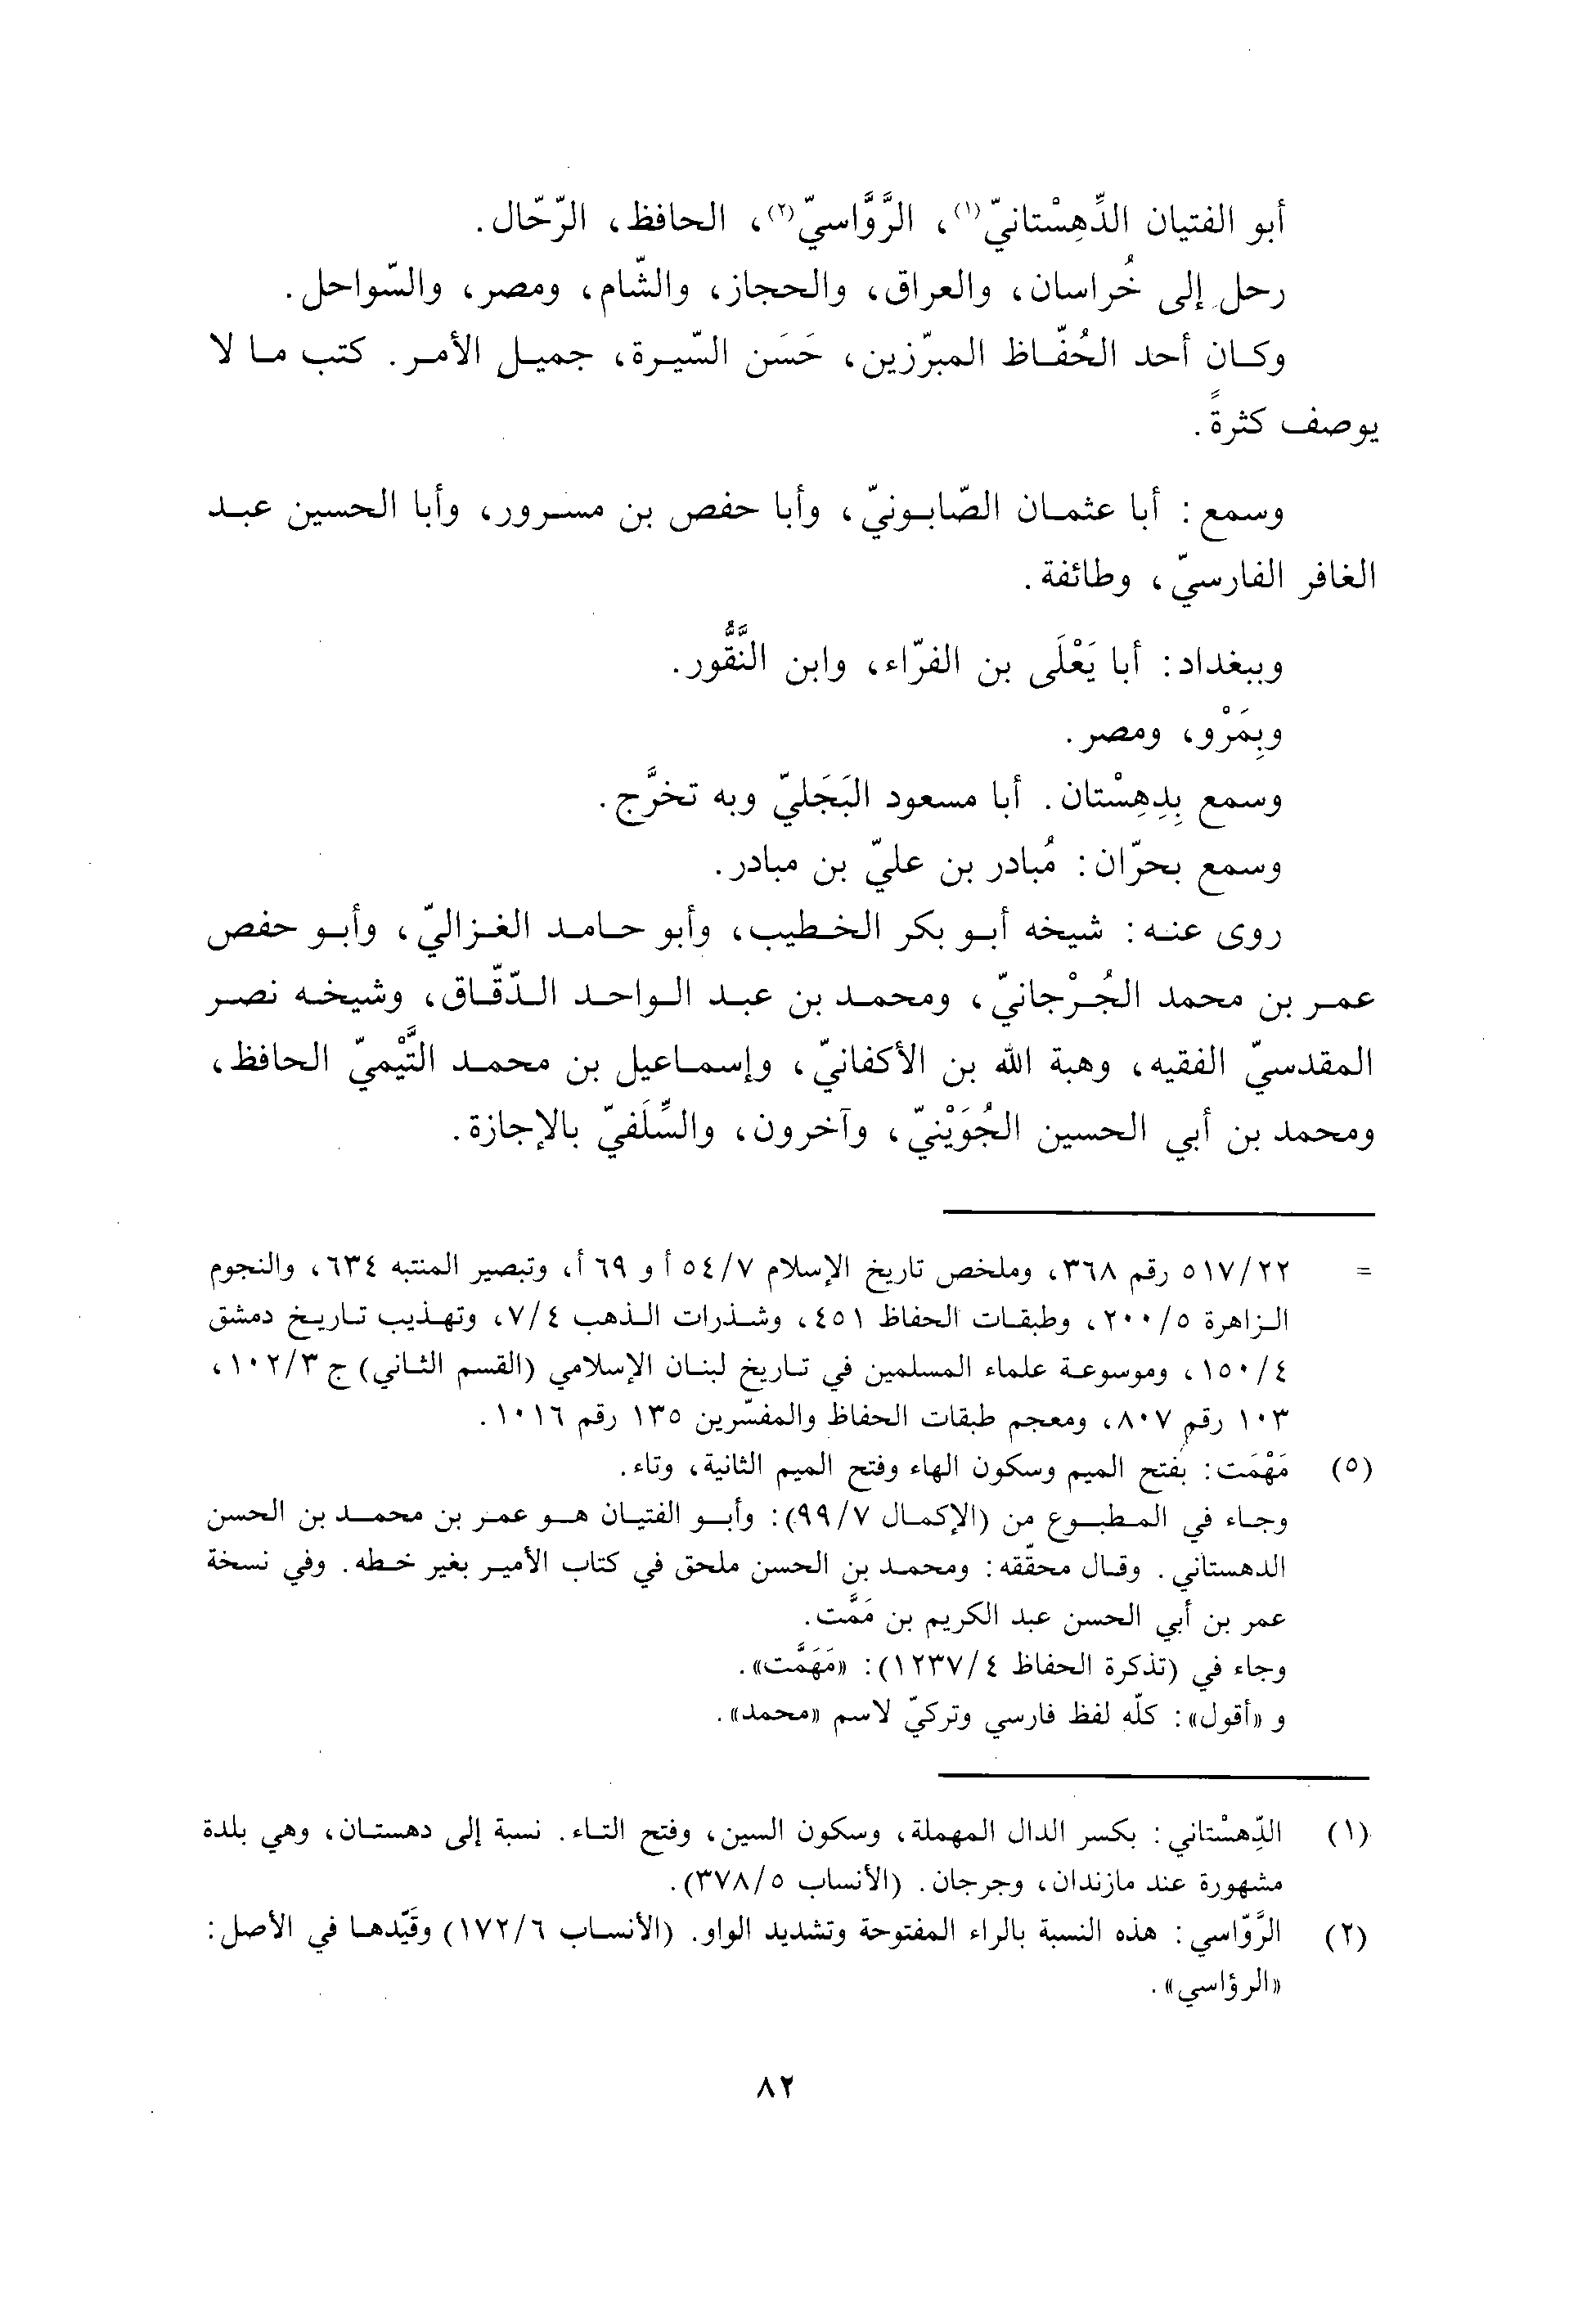 أبو الفتيان الدِّهِسْتانيّ(١)، الرَّوَّاسيّ(٢)، الحافظ، الرّحّال.
رحل إلى خُراسان، والعراق، والحجاز، والشّام، ومصر، والسّواحل.
وكان أحد الحُفّاظ المبرّزين، حَسَن السّيرة، جميل الأمر. كتب ما لا
يوصف كثرةً.
وسمع: أبا عثمان الصّابونيّ، وأبا حفص بن مسرور، وأبا الحسين عبد
الغافر الفارسيّ، وطائفة.
وببغداد: أبا يَعْلَى بن الفرّاء، وابن النَّقُّور.
وبِمَرْو، ومصر.
وسمع بِدِهِسْتان. أبا مسعود البَجَليّ وبه تخرَّج.
وسمع بحرّان: مُبادر بن عليّ بن مبادر.
روى عنه: شيخه أبو بكر الخطيب، وأبو حامد الغزاليّ، وأبو حفص
عمر بن محمد الجُرْجانيّ، ومحمد بن عبد الواحد الدّقّاق، وشيخه نصر
المقدسيّ الفقيه، وهبة الله بن الأكفانيّ، وإسماعيل بن محمد التَّيْميّ الحافظ،
ومحمد بن أبي الحسين الجُوَيْنيّ، وآخرون، والسِّلَفيّ بالإجازة.
= ٥١٧/٢٢ رقم ٣٦٨، وملخص تاريخ الإسلام ٥٤/٧ أ و ٦٩ أ، وتبصير المنتبه ٦٣٤، والنجوم
الزاهرة ٢٠٠/٥، وطبقات الحفاظ ٤٥١، وشذرات الذهب ٧/٤، وتهذيب تاريخ دمشق
١٥٠/٤، وموسوعة علماء المسلمين في تاريخ لبنان الإسلامي (القسم الثاني) ج ١٠٢/٣،
١٠٣ رقم ٨٠٧، ومعجم طبقات الحفاظ والمفسّرين ١٣٥ رقم ١٠١٦.
(٥) مَهْمَت: بفتح الميم وسكون الهاء وفتح الميم الثانية، وتاء.
وجاء في المطبوع من (الإكمال ٩٩/٧): وأبو الفتيان هو عمر بن محمد بن الحسن
الدهستاني. وقال محقّقه: ومحمد بن الحسن ملحق في كتاب الأمير بغير خطه. وفي نسخة
عمر بن أبي الحسن عبد الكريم بن مَمَّت.
وجاء في (تذكرة الحفاظ ١٢٣٧/٤): «مَهَمَّت».
و «أقول»: كلّه لفظ فارسي وتركيّ لاسم «محمد».
(١) الدِّهِسْتاني: بكسر الدال المهملة، وسكون السين، وفتح التاء. نسبة إلى دهستان، وهي بلدة
مشهورة عند مازندان، وجرجان. (الأنساب ٣٧٨/٥).
(٢) الرَّوّاسي: هذه النسبة بالراء المفتوحة وتشديد الواو. (الأنساب ١٧٢/٦) وقَيّدها في الأصل:
«الرؤاسي».
٨٢